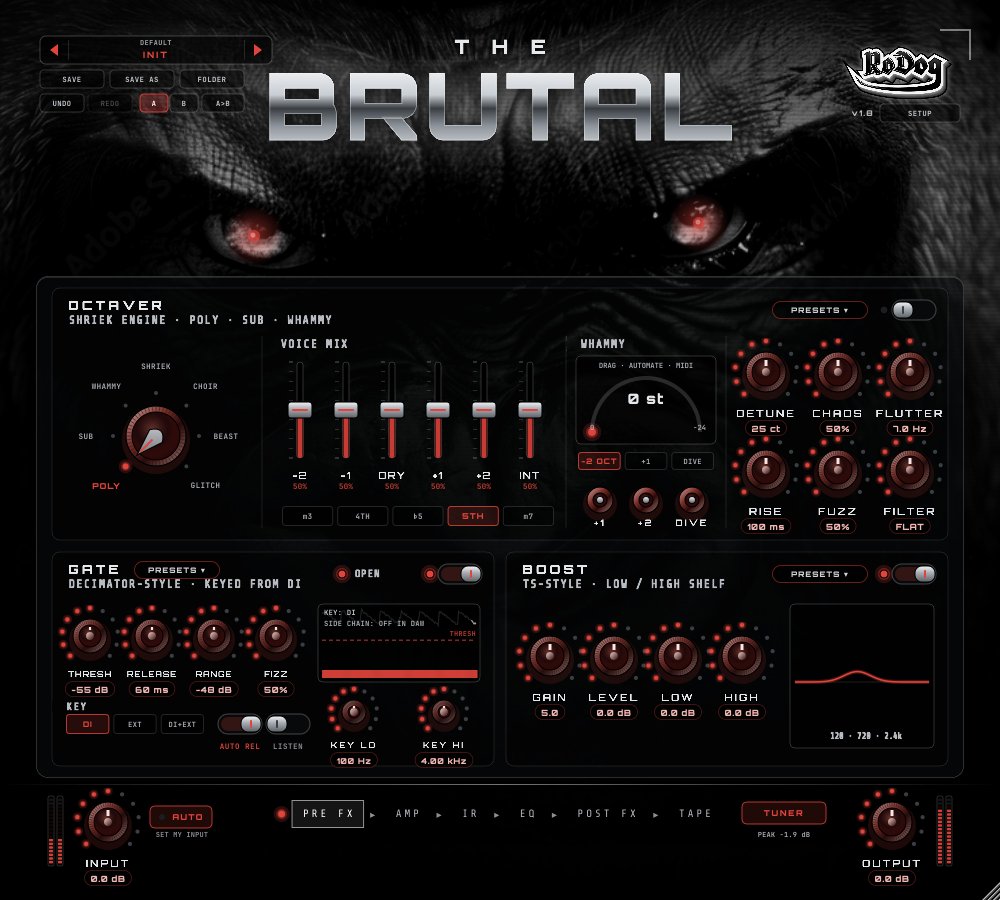 THE
BRUTAL
DEFAULT
INIT
SAVE SAVE AS FOLDER
UNDO REDO A B A>B
RoDog
v1.8 SETUP
OCTAVER
SHRIEK ENGINE · POLY · SUB · WHAMMY
PRESETS ▾
SHRIEK
WHAMMY CHOIR
SUB BEAST
POLY GLITCH
VOICE MIX
-2 -1 DRY +1 +2 INT
50% 50% 50% 50% 50% 50%
m3 4TH b5 5TH m7
WHAMMY
DRAG · AUTOMATE · MIDI
0 st
0 -24
-2 OCT +1 DIVE
+1 +2 DIVE
DETUNE CHAOS FLUTTER
25 ct 50% 7.0 Hz
RISE FUZZ FILTER
100 ms 50% FLAT
GATE PRESETS ▾
DECIMATOR-STYLE · KEYED FROM DI
OPEN
THRESH RELEASE RANGE FIZZ
-55 dB 60 ms -48 dB 50%
KEY
DI EXT DI+EXT
AUTO REL LISTEN
KEY: DI
SIDE CHAIN: OFF IN DAW
THRESH
KEY LO KEY HI
100 Hz 4.00 kHz
BOOST
TS-STYLE · LOW / HIGH SHELF
PRESETS ▾
GAIN LEVEL LOW HIGH
5.0 0.0 dB 0.0 dB 0.0 dB
120 · 720 · 2.4k
INPUT
0.0 dB
AUTO
SET MY INPUT
PRE FX ▸ AMP ▸ IR ▸ EQ ▸ POST FX ▸ TAPE
TUNER
PEAK -1.9 dB
OUTPUT
0.0 dB